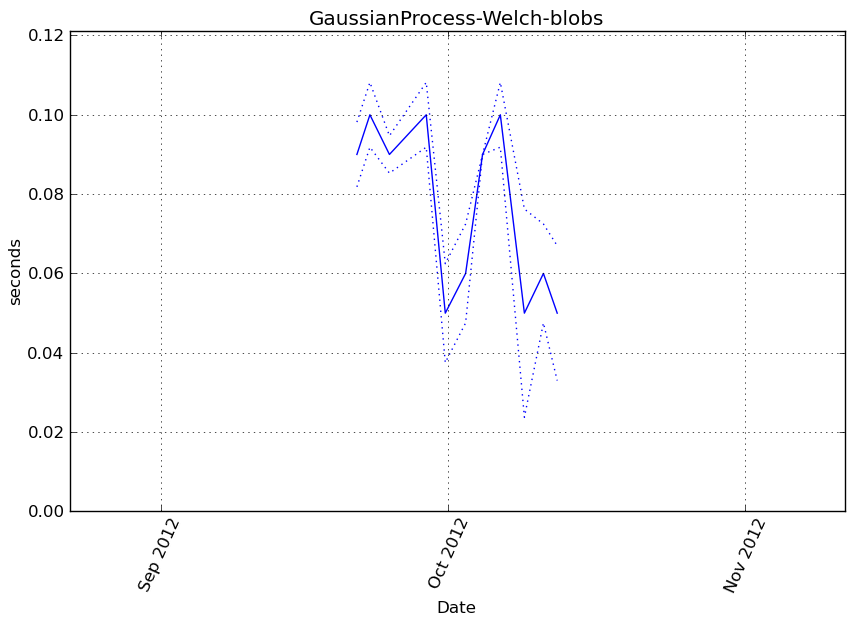 GaussianProcess-Welch-blobs
0.12
0.10
0.08
0.06
0.04
0.02
0.00
seconds
Sep 2012
Oct 2012
Nov 2012
Date